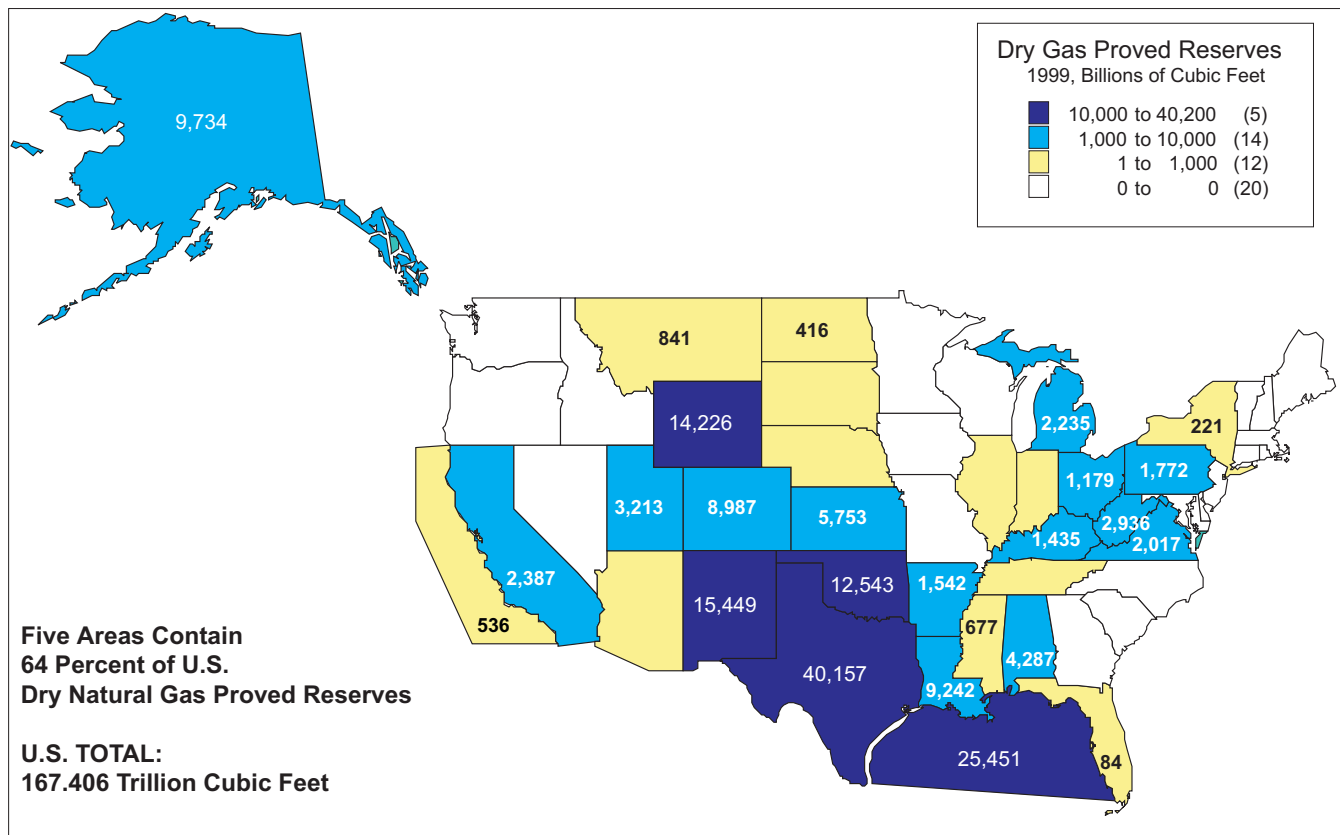 Dry Gas Proved Reserves
1999, Billions of Cubic Feet
10,000 to 40,200 (5)
1,000 to 10,000 (14)
1 to 1,000 (12)
0 to 0 (20)
9,734
841
416
14,226
2,235
221
3,213
8,987
5,753
1,179
1,772
2,936
1,435
2,017
2,387
15,449
12,543
1,542
536
677
4,287
40,157
9,242
25,451
84
Five Areas Contain
64 Percent of U.S.
Dry Natural Gas Proved Reserves
U.S. TOTAL:
167.406 Trillion Cubic Feet